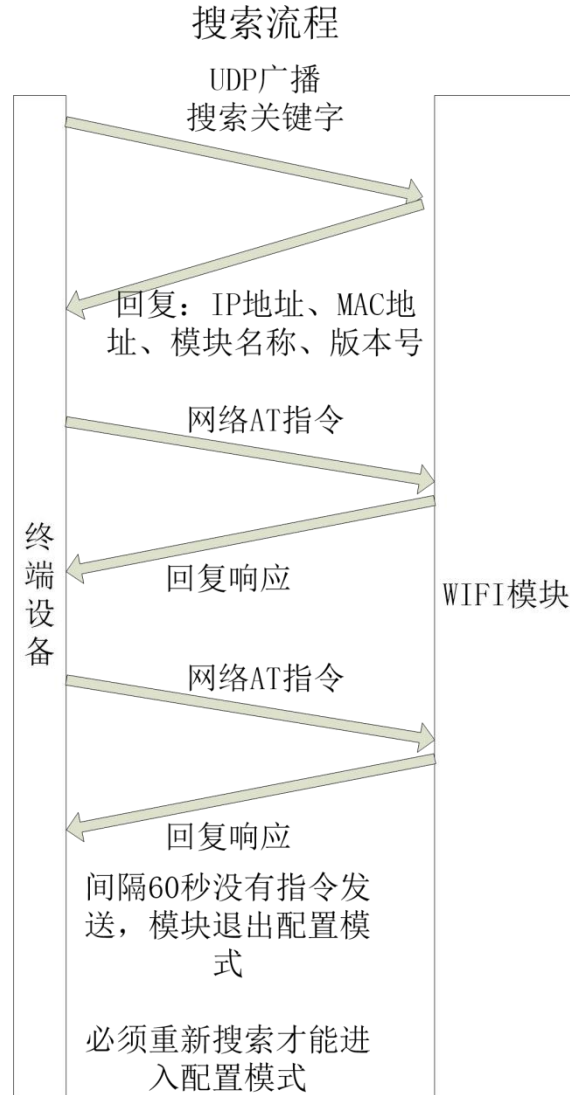 搜索流程
UDP广播
搜索关键字
回复：IP地址、MAC地
址、模块名称、版本号
网络AT指令
回复响应
终
端
设
备
WIFI模块
网络AT指令
回复响应
间隔60秒没有指令发
送，模块退出配置模
式
必须重新搜索才能进
入配置模式